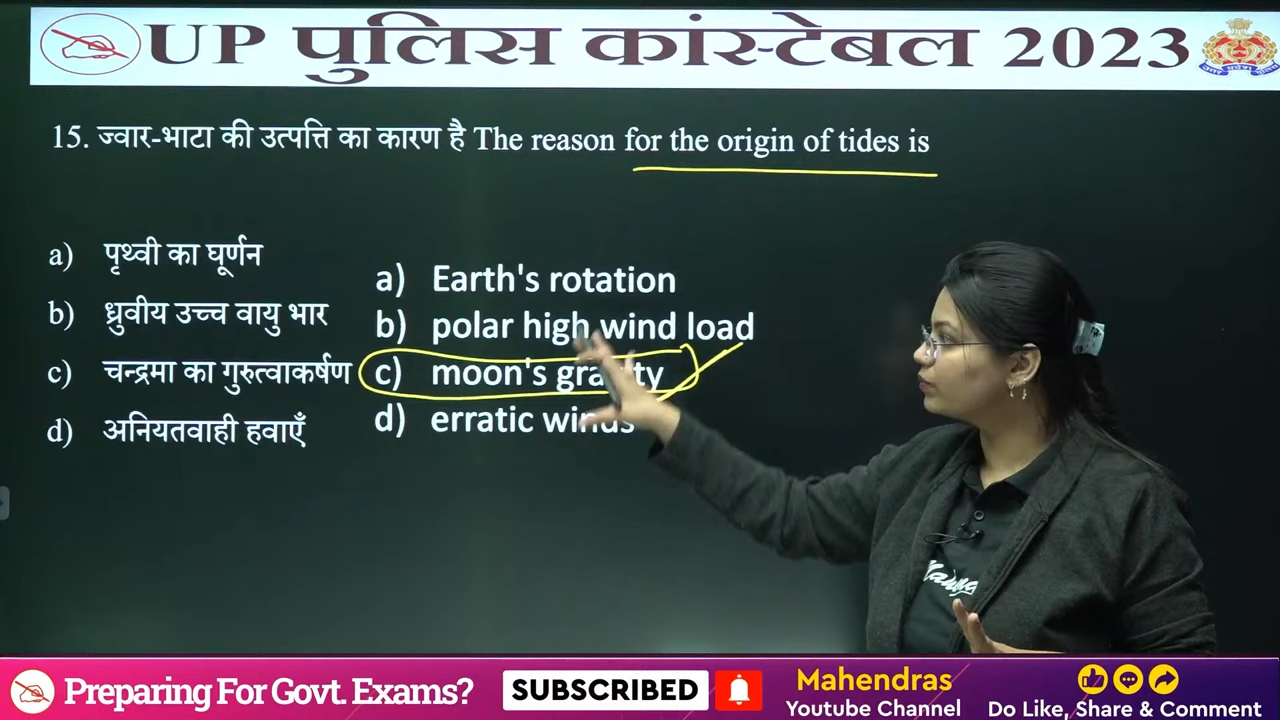 UP पुलिस कांस्टेबल 2023
15. ज्वार-भाटा की उत्पत्ति का कारण है The reason for the origin of tides is
a) पृथ्वी का घूर्णन
b) ध्रुवीय उच्च वायु भार
c) चन्द्रमा का गुरुत्वाकर्षण
d) अनियतवाही हवाएँ
a) Earth's rotation
b) polar high wind load
c) moon's gravity
d) erratic winds
Preparing For Govt. Exams?
SUBSCRIBED
Mahendras
YouTube Channel
Do Like, Share & Comment